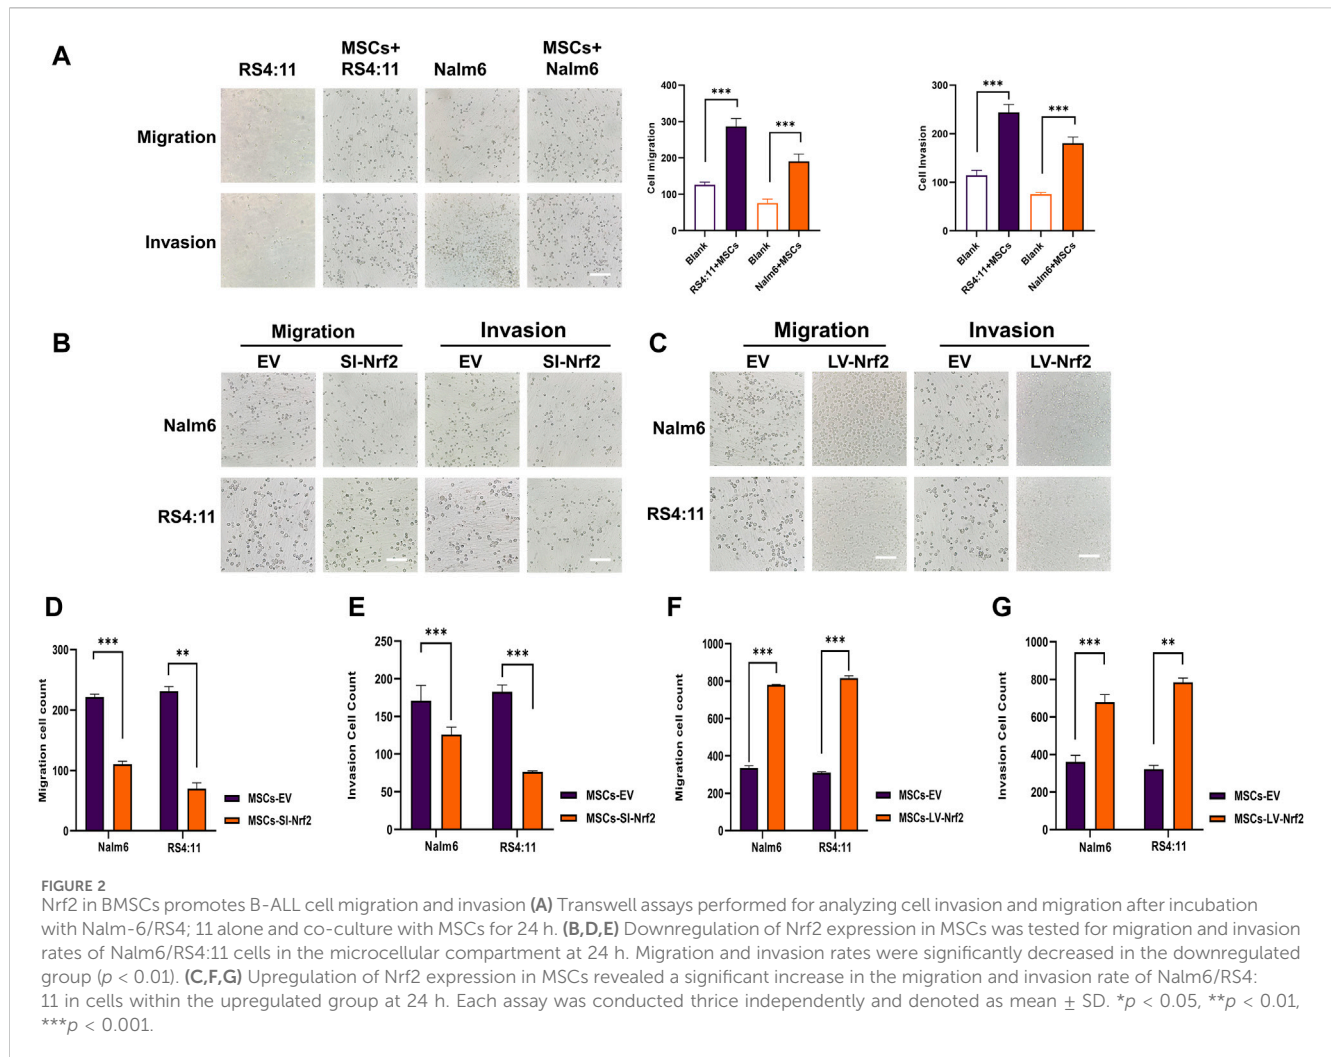 A
RS4:11
MSCs+
RS4:11
Nalm6
MSCs+
Nalm6
Migration
Invasion
Cell migration
400
300
200
100
0
***
***
Blank
RS4:11+MSCs
Blank
Nalm6+MSCs
Cell Invasion
300
200
100
0
***
***
Blank
RS4:11+MSCs
Blank
Nalm6+MSCs
B
Migration
Invasion
EV
SI-Nrf2
EV
SI-Nrf2
Nalm6
RS4:11
C
Migration
Invasion
EV
LV-Nrf2
EV
LV-Nrf2
Nalm6
RS4:11
D
Migration cell count
300
200
100
0
***
**
Nalm6
RS4:11
MSCs-EV
MSCs-SI-Nrf2
E
Invasion Cell Count
250
200
150
100
50
0
***
***
Nalm6
RS4:11
MSCs-EV
MSCs-SI-Nrf2
F
Migration cell count
1000
800
600
400
200
0
***
***
Nalm6
RS4:11
MSCs-EV
MSCs-LV-Nrf2
G
Invasion Cell Count
1000
800
600
400
200
0
***
**
Nalm6
RS4:11
MSCs-EV
MSCs-LV-Nrf2
FIGURE 2
Nrf2 in BMSCs promotes B-ALL cell migration and invasion (A) Transwell assays performed for analyzing cell invasion and migration after incubation
with Nalm-6/RS4; 11 alone and co-culture with MSCs for 24 h. (B,D,E) Downregulation of Nrf2 expression in MSCs was tested for migration and invasion
rates of Nalm6/RS4:11 cells in the microcellular compartment at 24 h. Migration and invasion rates were significantly decreased in the downregulated
group (p < 0.01). (C,F,G) Upregulation of Nrf2 expression in MSCs revealed a significant increase in the migration and invasion rate of Nalm6/RS4:
11 in cells within the upregulated group at 24 h. Each assay was conducted thrice independently and denoted as mean ± SD. *p < 0.05, **p < 0.01,
***p < 0.001.